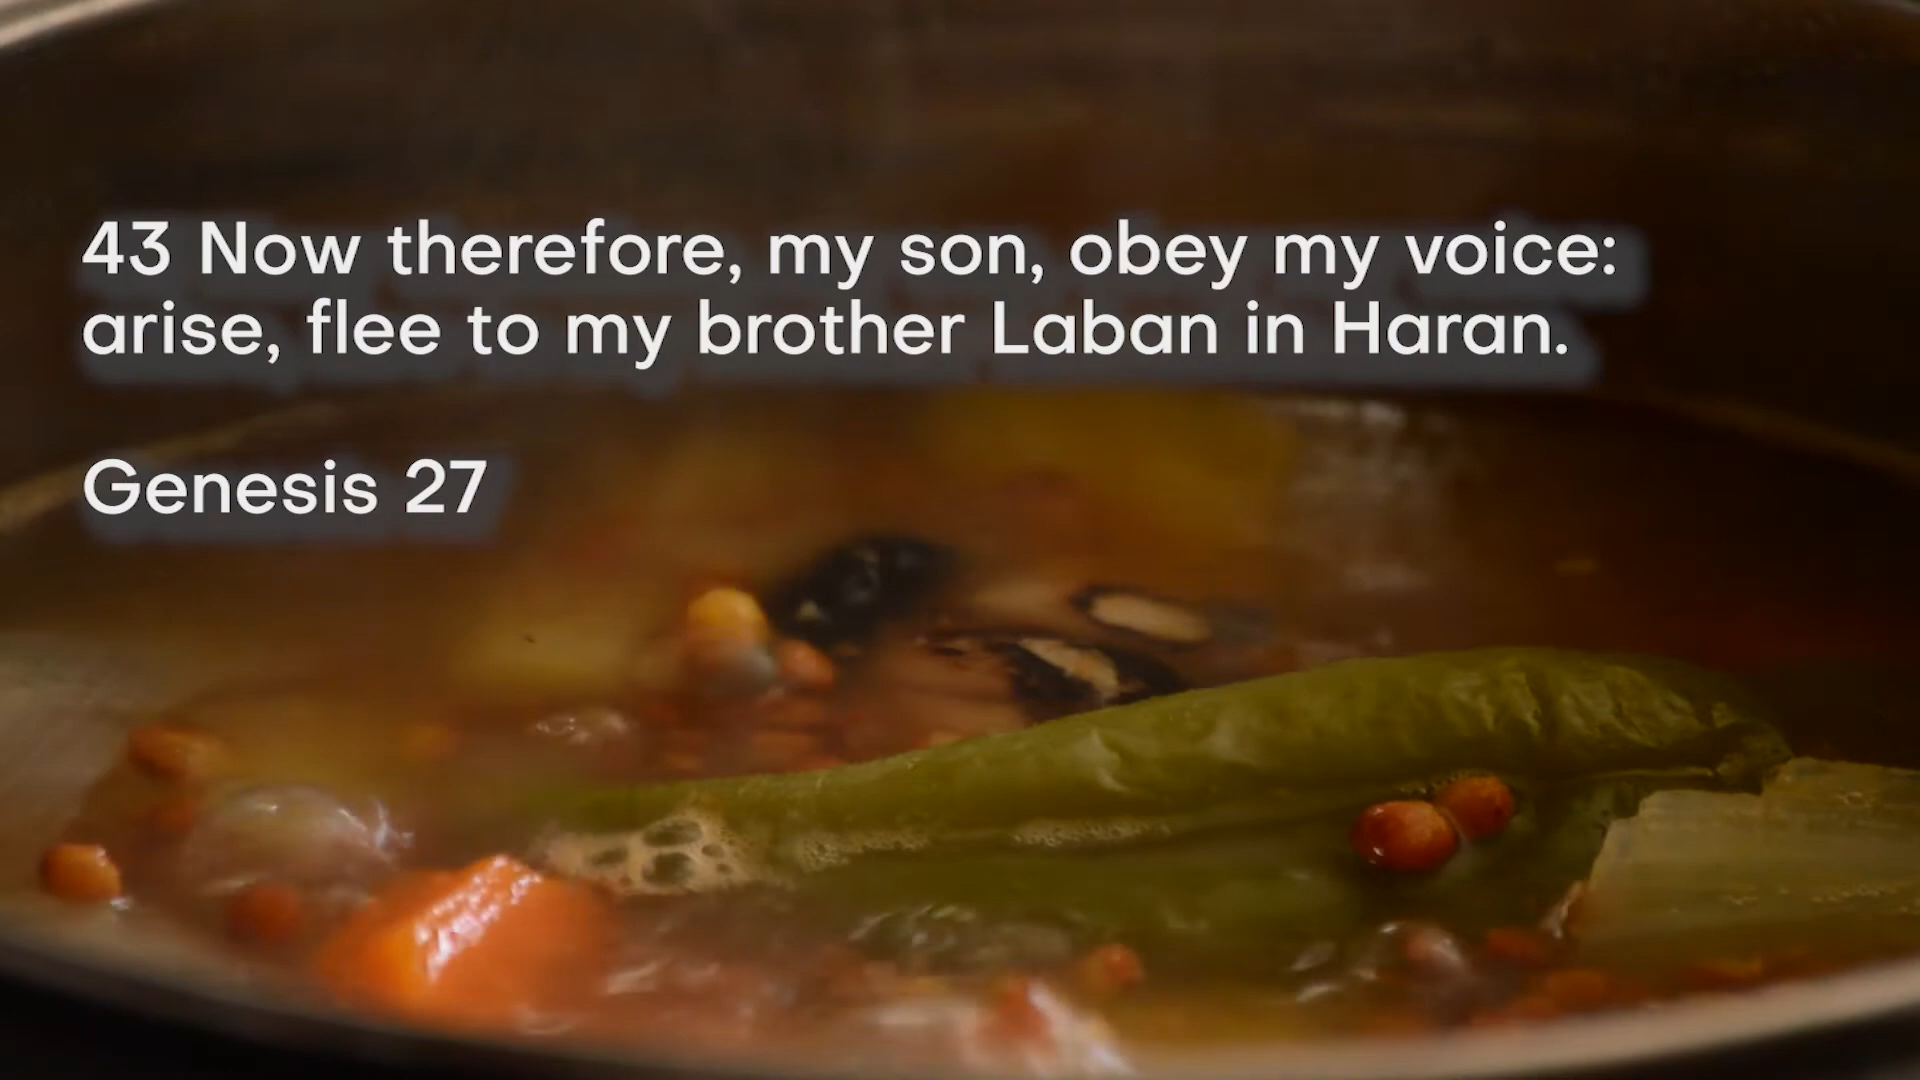 43 Now therefore, my son, obey my voice:
arise, flee to my brother Laban in Haran.
Genesis 27